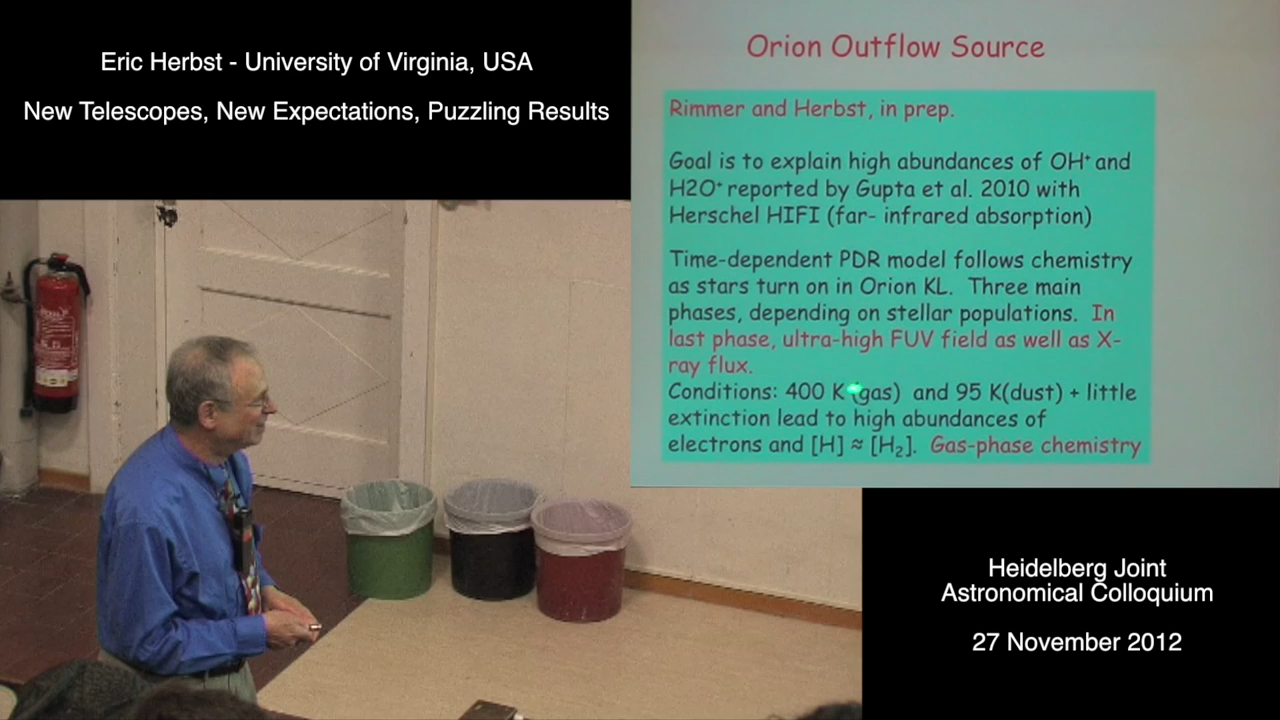 Eric Herbst - University of Virginia, USA
New Telescopes, New Expectations, Puzzling Results
Orion Outflow Source
Rimmer and Herbst, in prep.
Goal is to explain high abundances of OH⁺ and
H2O⁺ reported by Gupta et al. 2010 with
Herschel HIFI (far- infrared absorption)
Time-dependent PDR model follows chemistry
as stars turn on in Orion KL. Three main
phases, depending on stellar populations. In
last phase, ultra-high FUV field as well as X-
ray flux.
Conditions: 400 K (gas) and 95 K(dust) + little
extinction lead to high abundances of
electrons and [H] ≈ [H₂]. Gas-phase chemistry
Heidelberg Joint
Astronomical Colloquium
27 November 2012